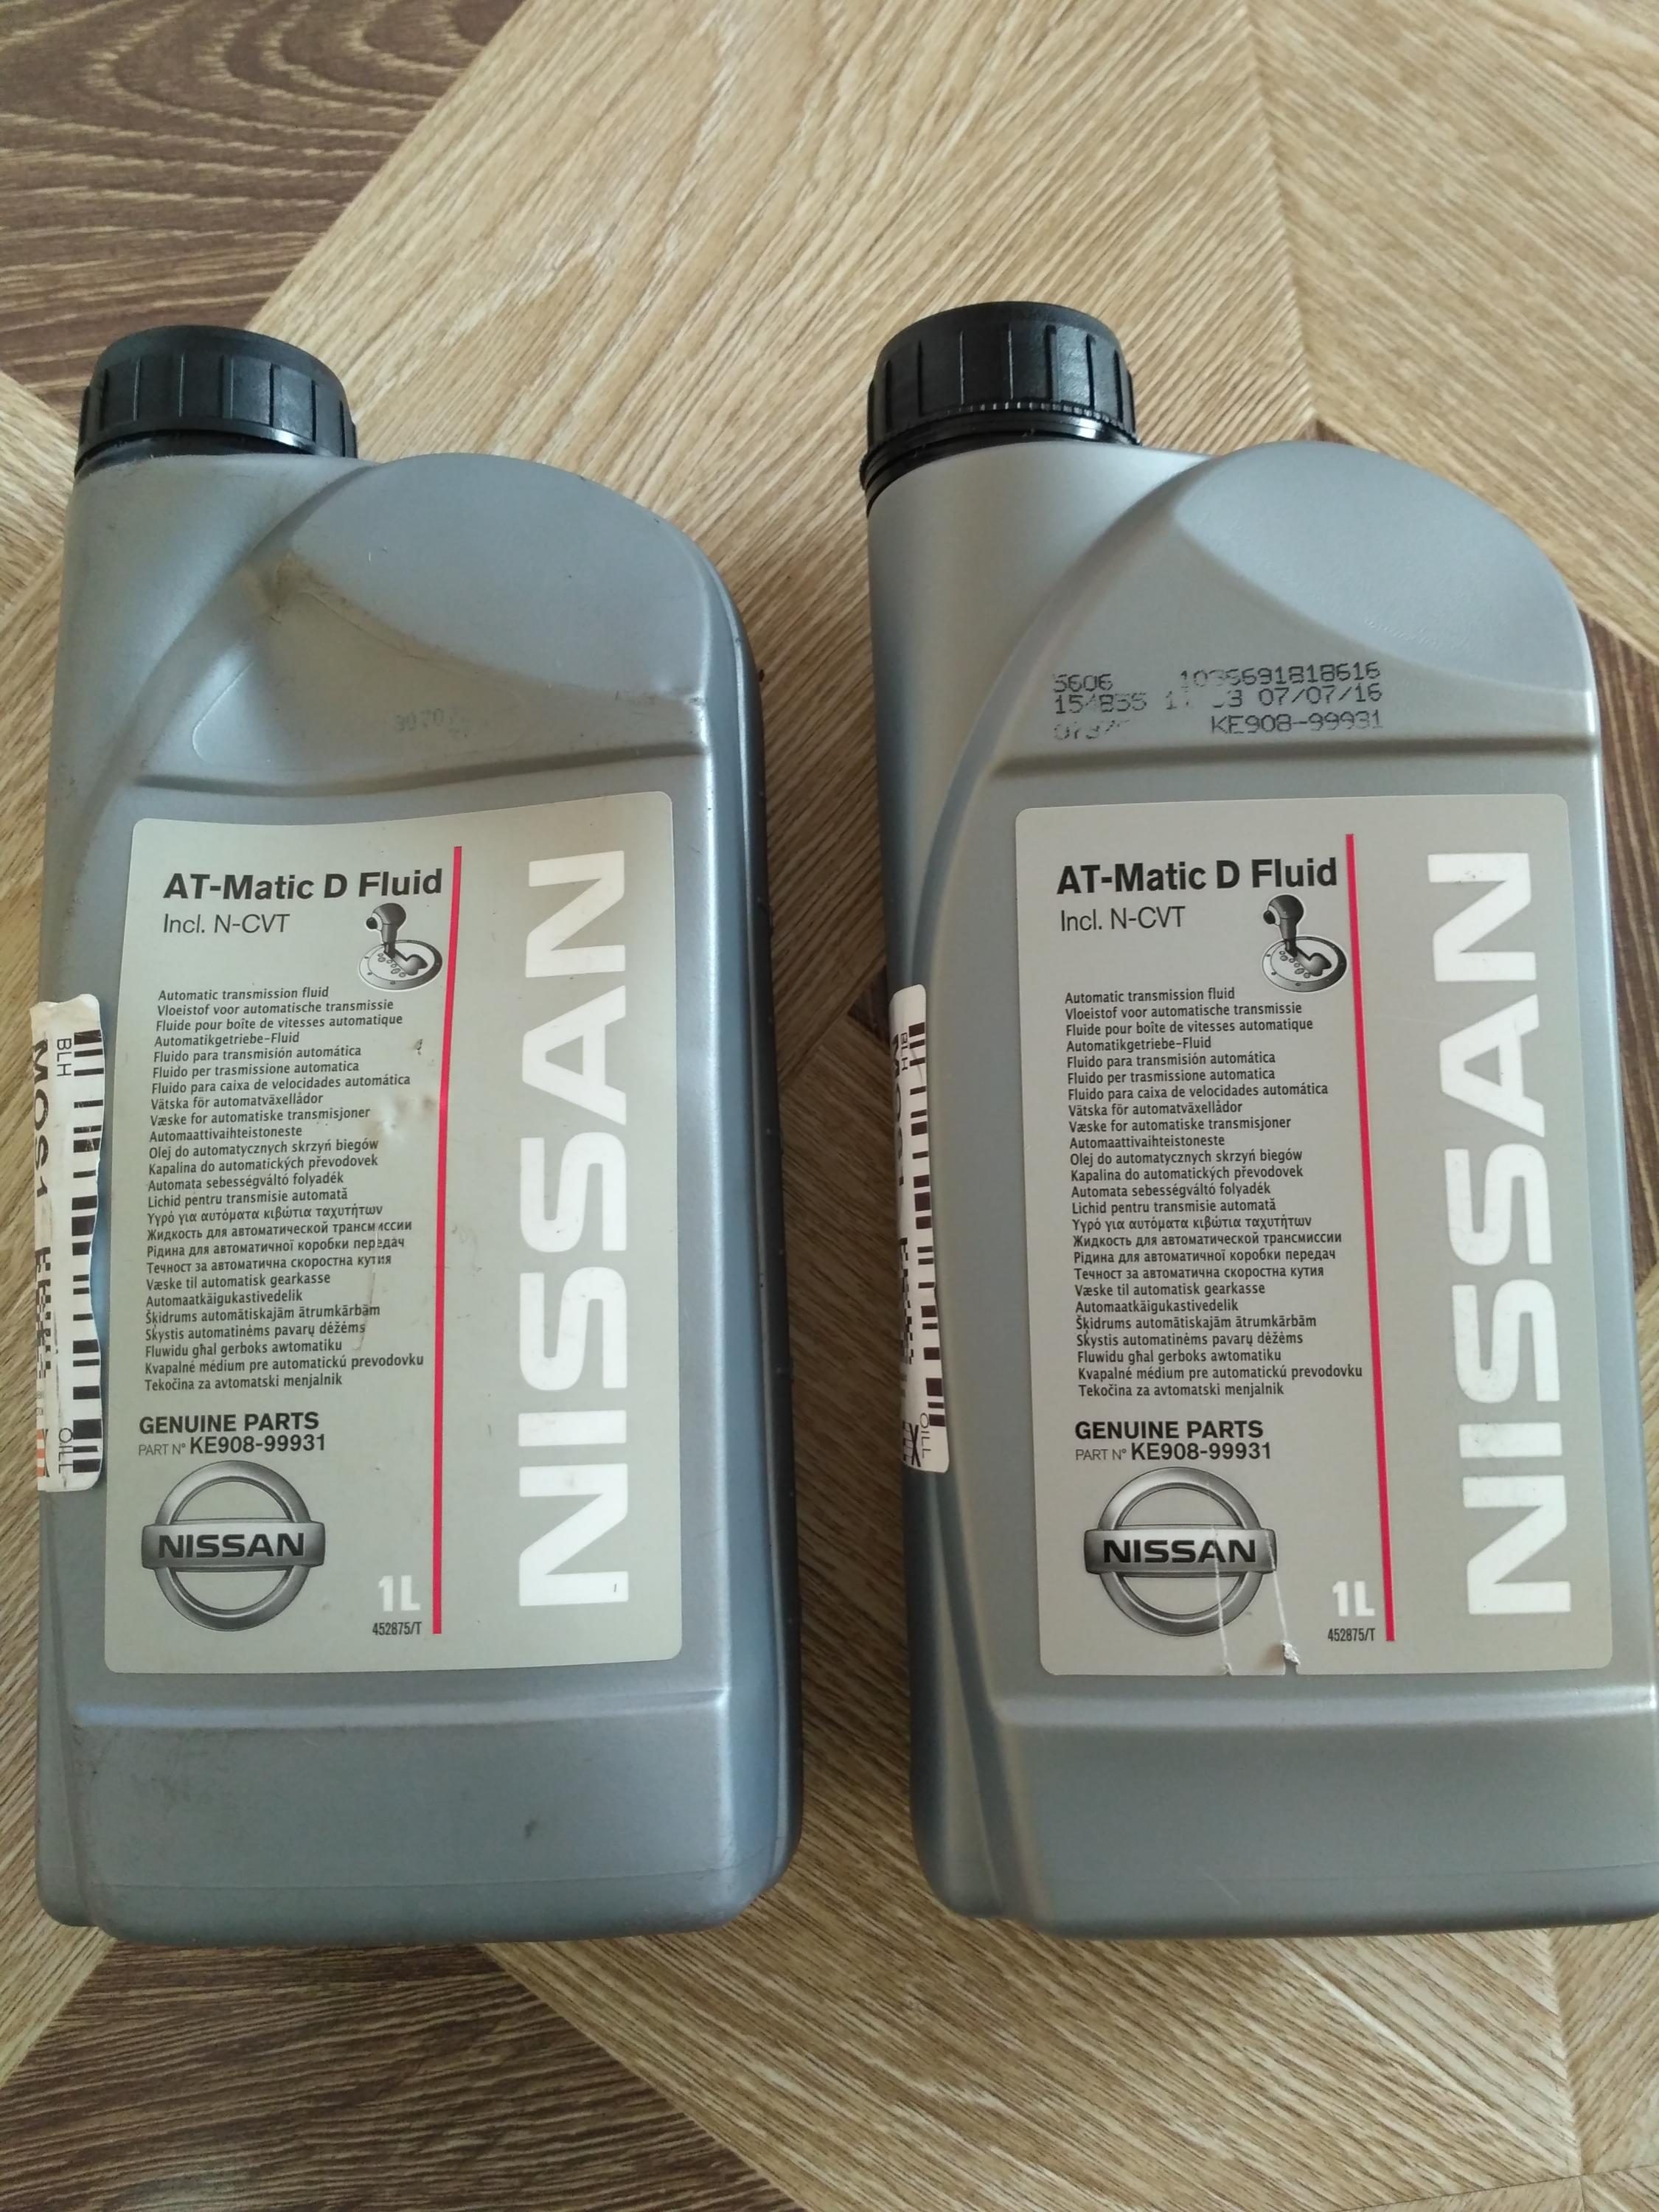 AT-Matic D Fluid
Incl. N-CVT
Automatic transmission fluid
Vloeistof voor automatische transmissie
Fluide pour boîte de vitesses automatique
Automatikgetriebe-Fluid
Fluido para transmisión automática
Fluido per trasmissione automatica
Fluido para caixa de velocidades automática
Vätska för automatväxellådor
Væske for automatiske transmisjoner
Automaattivaihteistoneste
Olej do automatycznych skrzyń biegów
Kapalina do automatických převodovek
Automata sebességváltó folyadék
Lichid pentru transmisie automată
Υγρό για αυτόματα κιβώτια ταχυτήτων
Жидкость для автоматической трансмиссии
Рідина для автоматичної коробки передач
Течност за автоматична скоростна кутия
Væske til automatisk gearkasse
Automaatkäigukastivedelik
Šķidrums automātiskajām ātrumkārbām
Skystis automatinėms pavarų dėžėms
Fluwidu għal gerboks awtomatiku
Kvapalné médium pre automatickú prevodovku
Tekočina za avtomatski menjalnik
GENUINE PARTS
PART N° KE908-99931
NISSAN
1L
452875/T
NISSAN
BLH
OILL
5606
07/07/16
KE908-99931
AT-Matic D Fluid
Incl. N-CVT
Automatic transmission fluid
Vloeistof voor automatische transmissie
Fluide pour boîte de vitesses automatique
Automatikgetriebe-Fluid
Fluido para transmisión automática
Fluido per trasmissione automatica
Fluido para caixa de velocidades automática
Vätska för automatväxellådor
Væske for automatiske transmisjoner
Automaattivaihteistoneste
Olej do automatycznych skrzyń biegów
Kapalina do automatických převodovek
Automata sebességváltó folyadék
Lichid pentru transmisie automată
Υγρό για αυτόματα κιβώτια ταχυτήτων
Жидкость для автоматической трансмиссии
Рідина для автоматичної коробки передач
Течност за автоматична скоростна кутия
Væske til automatisk gearkasse
Automaatkäigukastivedelik
Šķidrums automātiskajām ātrumkārbām
Skystis automatinėms pavarų dėžėms
Fluwidu għal gerboks awtomatiku
Kvapalné médium pre automatickú prevodovku
Tekočina za avtomatski menjalnik
GENUINE PARTS
PART N° KE908-99931
NISSAN
1L
452875/T
NISSAN
BLH
OILL